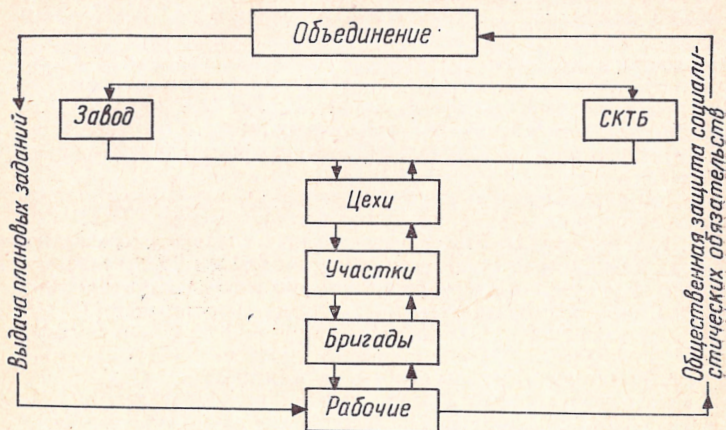 Объединение
Завод
СКТБ
Цехи
Участки
Бригады
Рабочие
Выдача плановых заданий
Общественная защита социали-
стических обязательств